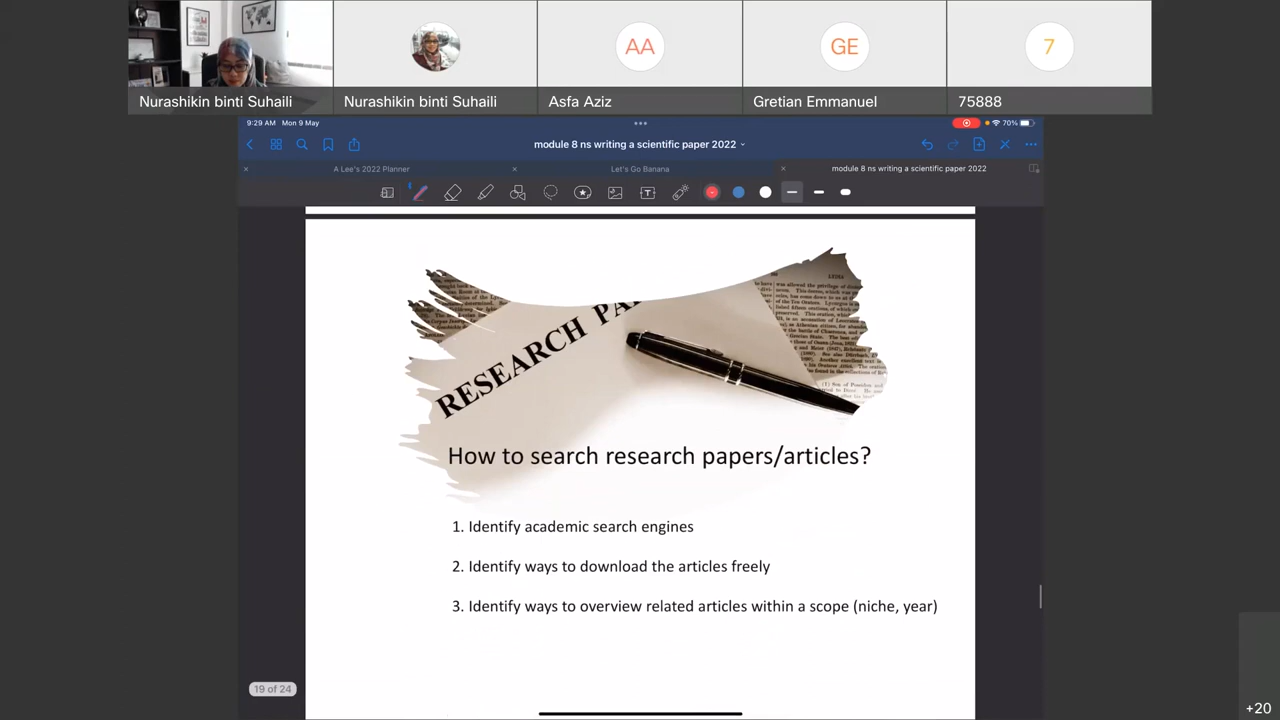 AA
GE
7
Nurashikin binti Suhaili
Nurashikin binti Suhaili
Asfa Aziz
Gretian Emmanuel
75888
9:29 AM Mon 9 May
70%
module 8 ns writing a scientific paper 2022
A Lee's 2022 Planner
Let's Go Banana
module 8 ns writing a scientific paper 2022
RESEARCH PA
How to search research papers/articles?
1. Identify academic search engines
2. Identify ways to download the articles freely
3. Identify ways to overview related articles within a scope (niche, year)
19 of 24
+20